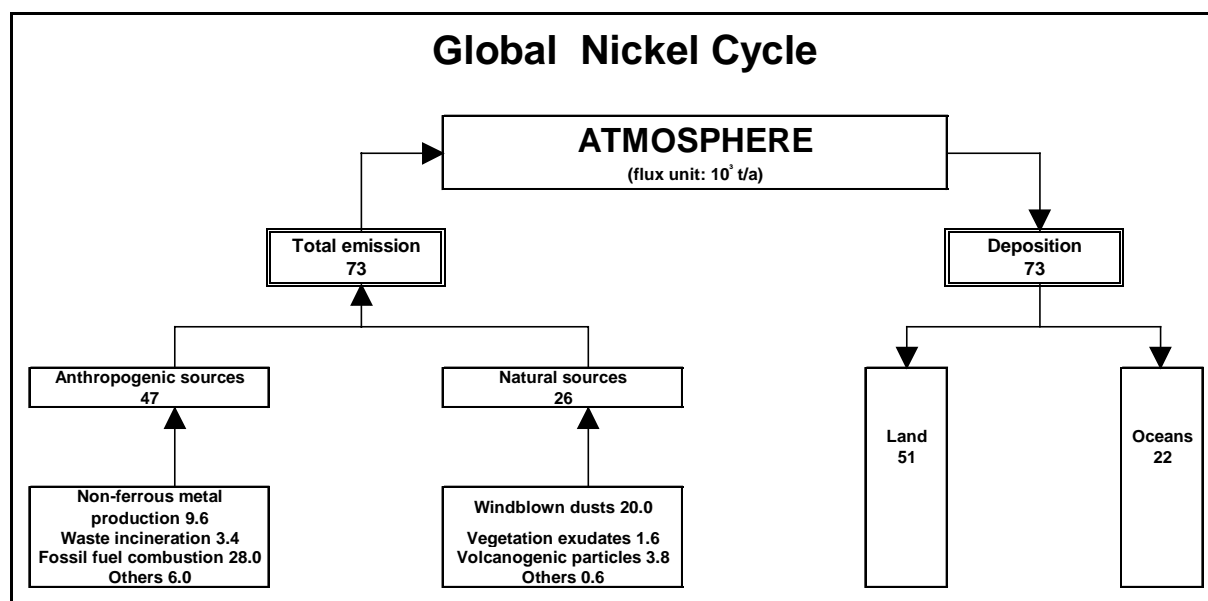 Global Nickel Cycle
ATMOSPHERE
(flux unit: 10³ t/a)
Total emission
73
Deposition
73
Anthropogenic sources
47
Natural sources
26
Land
51
Oceans
22
Non-ferrous metal
production 9.6
Waste incineration 3.4
Fossil fuel combustion 28.0
Others 6.0
Windblown dusts 20.0
Vegetation exudates 1.6
Volcanogenic particles 3.8
Others 0.6